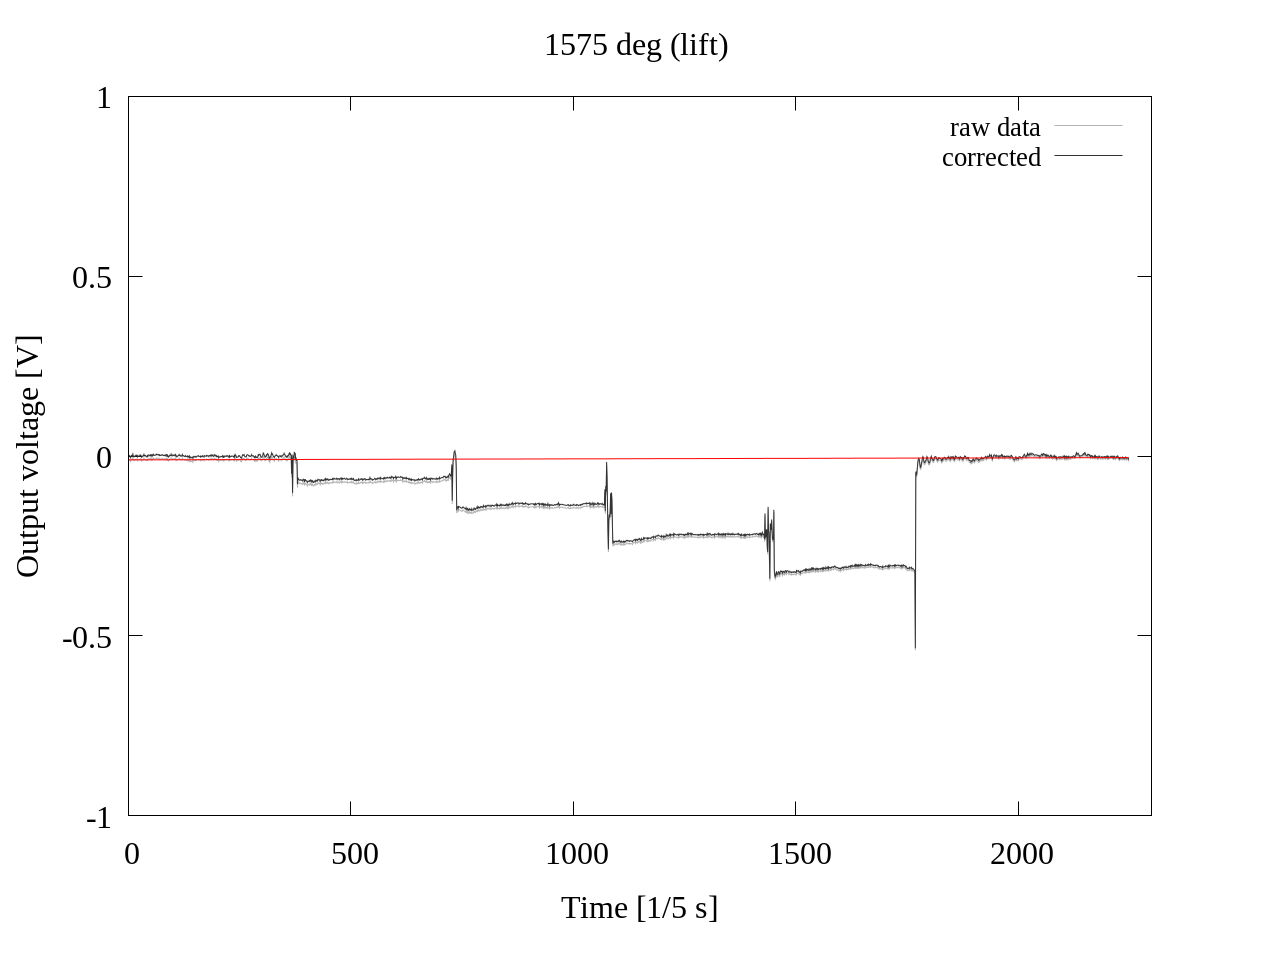 1575 deg (lift)
1
raw data
corrected
0.5
0
-0.5
-1
Output voltage [V]
0 500 1000 1500 2000
Time [1/5 s]